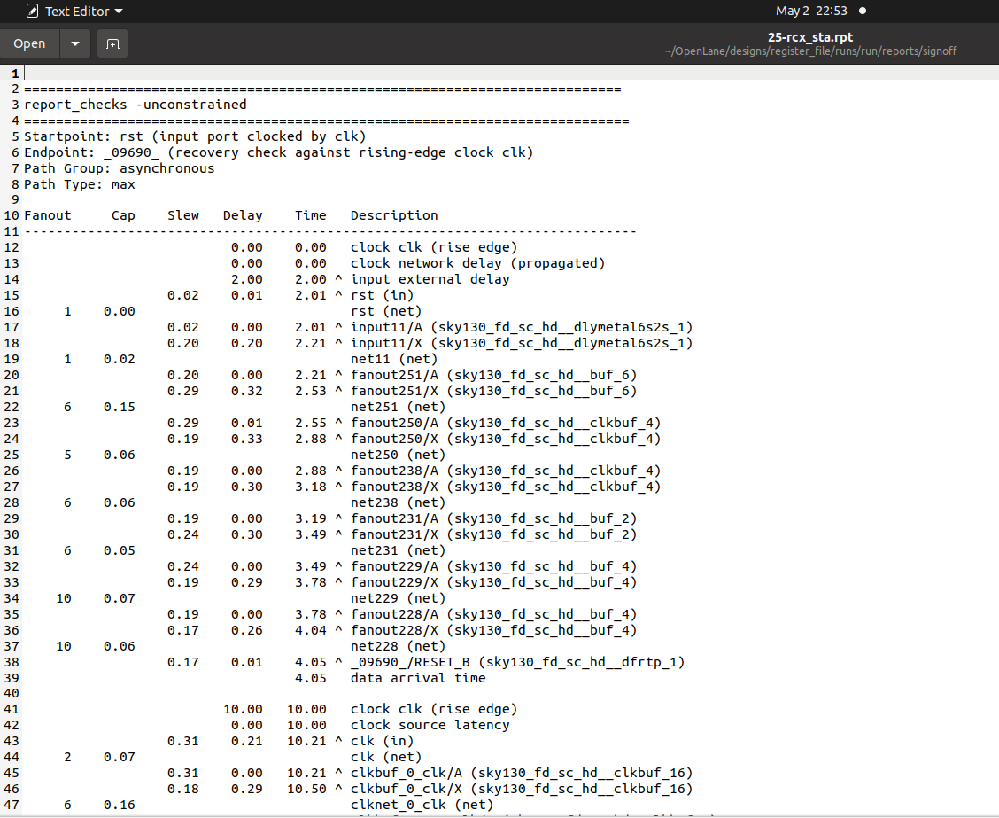 Text Editor May 2 22:53
Open 25-rcx_sta.rpt
~/OpenLane/designs/register_file/runs/run/reports/signoff
1
2 ===========================================================================
3 report_checks -unconstrained
4 ============================================================================
5 Startpoint: rst (input port clocked by clk)
6 Endpoint: _09690_ (recovery check against rising-edge clock clk)
7 Path Group: asynchronous
8 Path Type: max
9
10 Fanout     Cap    Slew   Delay    Time   Description
11 -----------------------------------------------------------------------------
12                           0.00    0.00   clock clk (rise edge)
13                           0.00    0.00   clock network delay (propagated)
14                           2.00    2.00 ^ input external delay
15                   0.02    0.01    2.01 ^ rst (in)
16      1    0.00                           rst (net)
17                   0.02    0.00    2.01 ^ input11/A (sky130_fd_sc_hd__dlymetal6s2s_1)
18                   0.20    0.20    2.21 ^ input11/X (sky130_fd_sc_hd__dlymetal6s2s_1)
19      1    0.02                           net11 (net)
20                   0.20    0.00    2.21 ^ fanout251/A (sky130_fd_sc_hd__buf_6)
21                   0.29    0.32    2.53 ^ fanout251/X (sky130_fd_sc_hd__buf_6)
22      6    0.15                           net251 (net)
23                   0.29    0.01    2.55 ^ fanout250/A (sky130_fd_sc_hd__clkbuf_4)
24                   0.19    0.33    2.88 ^ fanout250/X (sky130_fd_sc_hd__clkbuf_4)
25      5    0.06                           net250 (net)
26                   0.19    0.00    2.88 ^ fanout238/A (sky130_fd_sc_hd__clkbuf_4)
27                   0.19    0.30    3.18 ^ fanout238/X (sky130_fd_sc_hd__clkbuf_4)
28      6    0.06                           net238 (net)
29                   0.19    0.00    3.19 ^ fanout231/A (sky130_fd_sc_hd__buf_2)
30                   0.24    0.30    3.49 ^ fanout231/X (sky130_fd_sc_hd__buf_2)
31      6    0.05                           net231 (net)
32                   0.24    0.00    3.49 ^ fanout229/A (sky130_fd_sc_hd__buf_4)
33                   0.19    0.29    3.78 ^ fanout229/X (sky130_fd_sc_hd__buf_4)
34     10    0.07                           net229 (net)
35                   0.19    0.00    3.78 ^ fanout228/A (sky130_fd_sc_hd__buf_4)
36                   0.17    0.26    4.04 ^ fanout228/X (sky130_fd_sc_hd__buf_4)
37     10    0.06                           net228 (net)
38                   0.17    0.01    4.05 ^ _09690_/RESET_B (sky130_fd_sc_hd__dfrtp_1)
39                                   4.05   data arrival time
40
41                          10.00   10.00   clock clk (rise edge)
42                           0.00   10.00   clock source latency
43                   0.31    0.21   10.21 ^ clk (in)
44      2    0.07                           clk (net)
45                   0.31    0.00   10.21 ^ clkbuf_0_clk/A (sky130_fd_sc_hd__clkbuf_16)
46                   0.18    0.29   10.50 ^ clkbuf_0_clk/X (sky130_fd_sc_hd__clkbuf_16)
47      6    0.16                           clknet_0_clk (net)